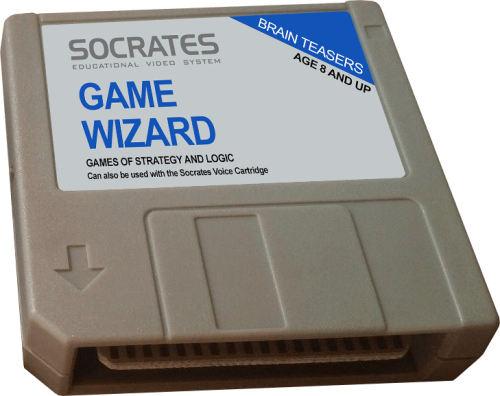 SOCRATES
EDUCATIONAL VIDEO SYSTEM
BRAIN TEASERS
AGE 8 AND UP
GAME
WIZARD
GAMES OF STRATEGY AND LOGIC
Can also be used with the Socrates Voice Cartridge